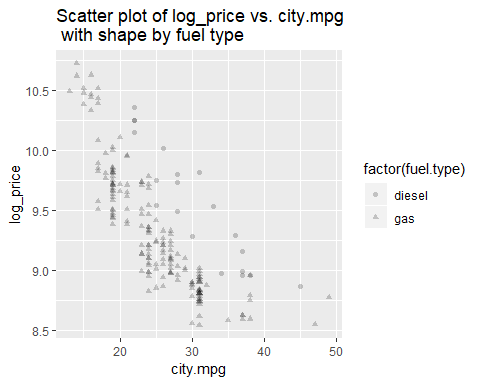 Scatter plot of log_price vs. city.mpg
with shape by fuel type
10.5
10.0
9.5
9.0
8.5
log_price
20
30
40
50
city.mpg
factor(fuel.type)
diesel
gas